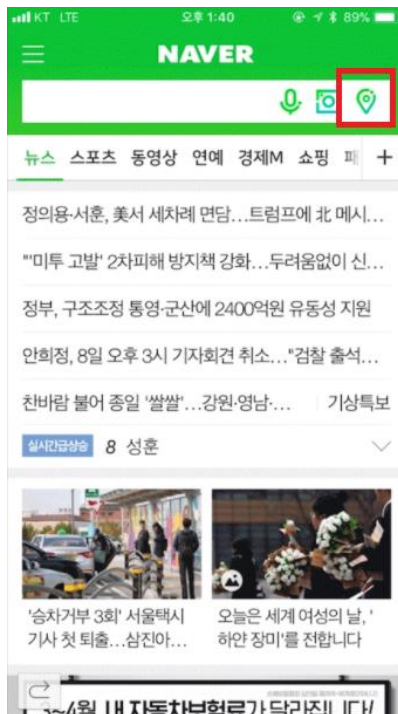 KT LTE 오후 1:40 89%
NAVER
뉴스 스포츠 동영상 연예 경제M 쇼핑
정의용·서훈, 美서 세차례 면담…트럼프에 北 메시…
"'미투 고발' 2차피해 방지책 강화…두려움없이 신…
정부, 구조조정 통영·군산에 2400억원 유동성 지원
안희정, 8일 오후 3시 기자회견 취소…"검찰 출석…
찬바람 불어 종일 '쌀쌀'…강원·영남·… 기상특보
실시간급상승 8 성훈
'승차거부 3회' 서울택시
기사 첫 퇴출…삼진아…
오늘은 세계 여성의 날, '
하얀 장미'를 전합니다
3~4월 내 자동차보험료가 달라집니다!